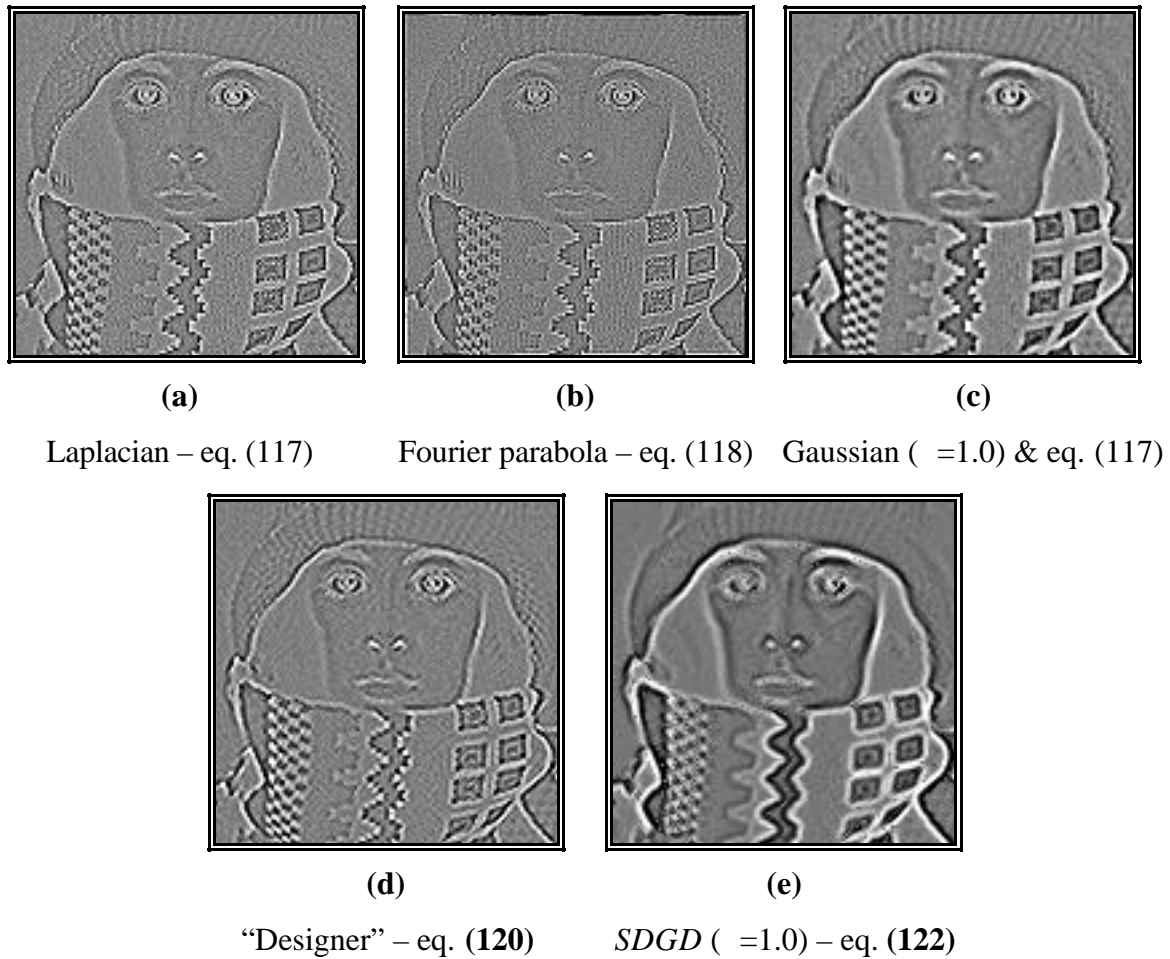 (a) (b) (c)
Laplacian – eq. (117) Fourier parabola – eq. (118) Gaussian ( =1.0) & eq. (117)
(d) (e)
“Designer” – eq. (120) SDGD ( =1.0) – eq. (122)